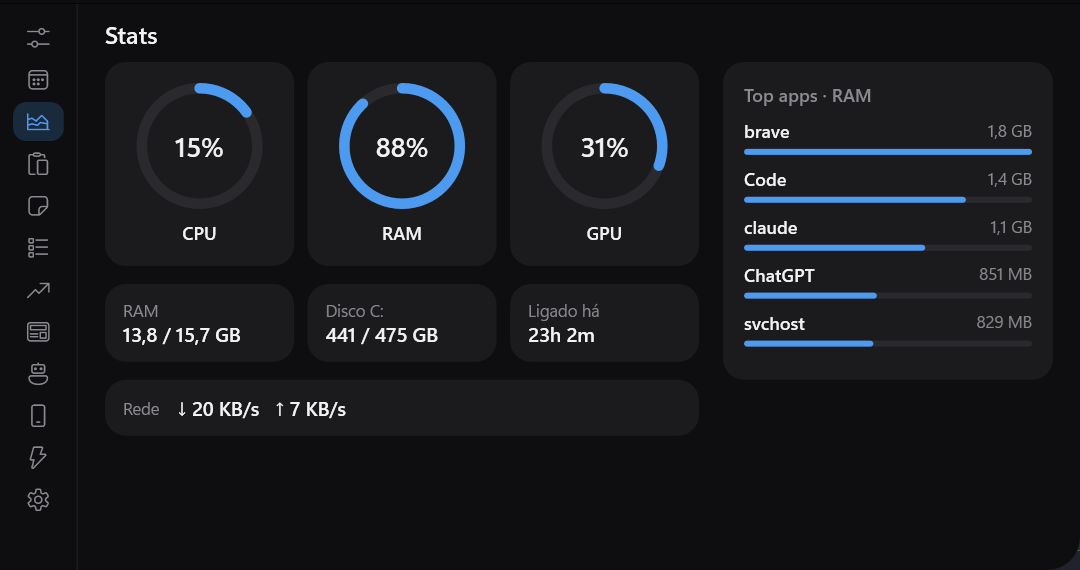 Stats
15%
CPU
88%
RAM
31%
GPU
RAM
13,8 / 15,7 GB
Disco C:
441 / 475 GB
Ligado há
23h 2m
Rede ↓ 20 KB/s ↑ 7 KB/s
Top apps · RAM
brave 1,8 GB
Code 1,4 GB
claude 1,1 GB
ChatGPT 851 MB
svchost 829 MB